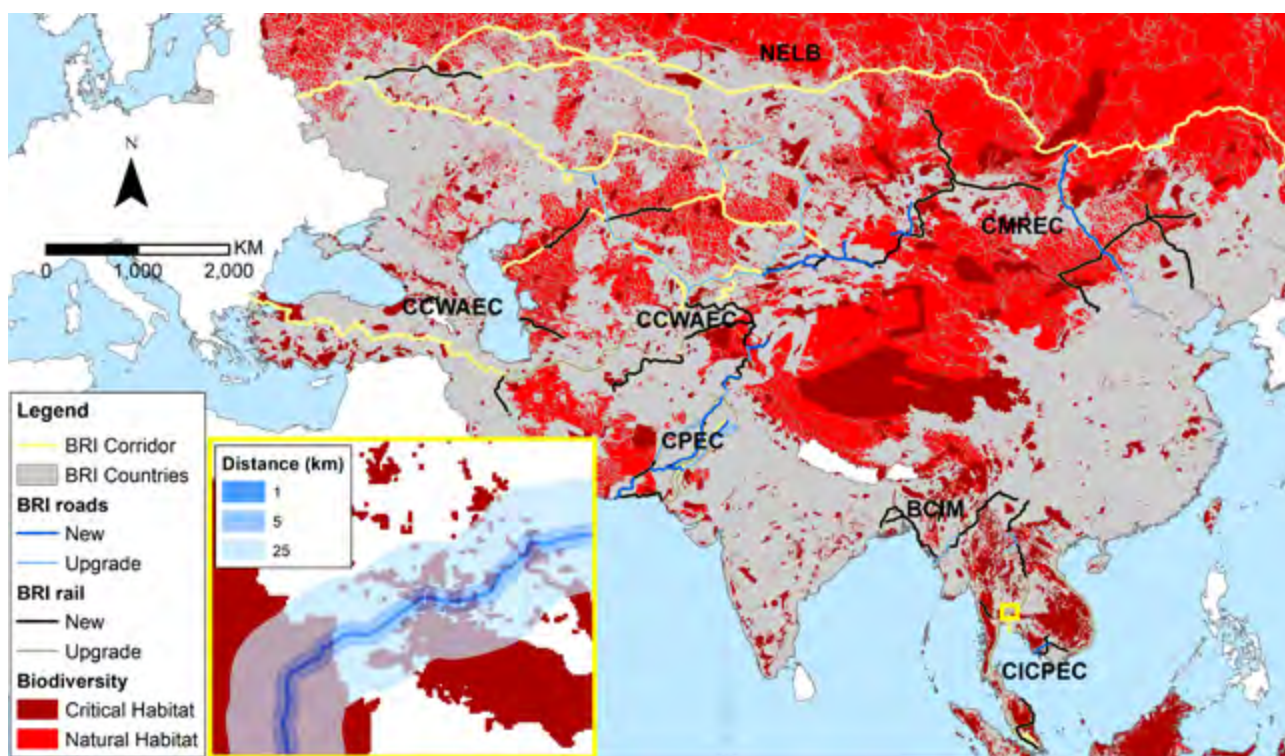 NELB
N
KM
0 1,000 2,000
CMREC
CCWAEC
CCWAEC
CPEC
BCIM
CICPEC
Legend
BRI Corridor
BRI Countries
BRI roads
New
Upgrade
BRI rail
New
Upgrade
Biodiversity
Critical Habitat
Natural Habitat
Distance (km)
1
5
25